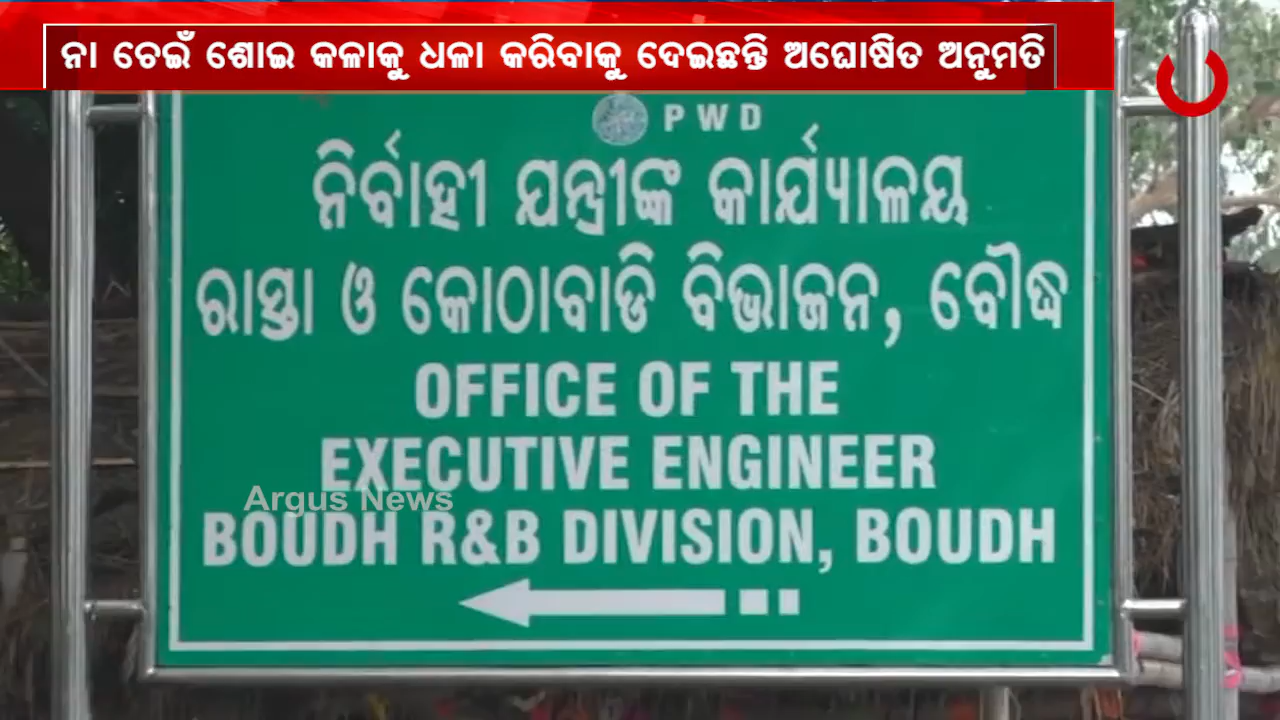 ନା ଚେଇଁ ଶୋଇ କଳାକୁ ଧଳା କରିବାକୁ ଦେଇଛନ୍ତି ଅଘୋଷିତ ଅନୁମତି
PWD
ନିର୍ବାହୀ ଯନ୍ତ୍ରୀଙ୍କ କାର୍ଯ୍ୟାଳୟ
ରାସ୍ତା ଓ କୋଠାବାଡି ବିଭାଜନ, ବୌଦ୍ଧ
OFFICE OF THE
EXECUTIVE ENGINEER
Argus News
BOUDH R&B DIVISION, BOUDH